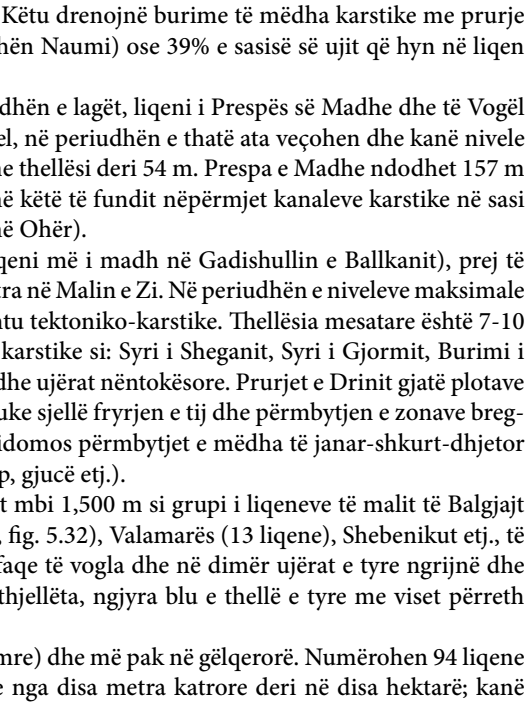 Këtu drenojnë burime të mëdha karstike me prurje
hën Naumi) ose 39% e sasisë së ujit që hyn në liqen
dhën e lagët, liqeni i Prespës së Madhe dhe të Vogël
el, në periudhën e thatë ata veçohen dhe kanë nivele
e thellësi deri 54 m. Prespa e Madhe ndodhet 157 m
ë këtë të fundit nëpërmjet kanaleve karstike në sasi
ë Ohër).
qeni më i madh në Gadishullin e Ballkanit), prej të
tra në Malin e Zi. Në periudhën e niveleve maksimale
tu tektoniko-karstike. Thellësia mesatare është 7-10
karstike si: Syri i Sheganit, Syri i Gjormit, Burimi i
dhe ujërat nëntokësore. Prurjet e Drinit gjatë plotave
uke sjellë fryrjen e tij dhe përmbytjen e zonave breg-
idomos përmbytjet e mëdha të janar-shkurt-dhjetor
p, gjucë etj.).
t mbi 1,500 m si grupi i liqeneve të malit të Balgjajt
, fig. 5.32), Valamarës (13 liqene), Shebenikut etj., të
faqe të vogla dhe në dimër ujërat e tyre ngrijnë dhe
thjellëta, ngjyra blu e thellë e tyre me viset përreth
mre) dhe më pak në gëlqerorë. Numërohen 94 liqene
e nga disa metra katrore deri në disa hektarë; kanë